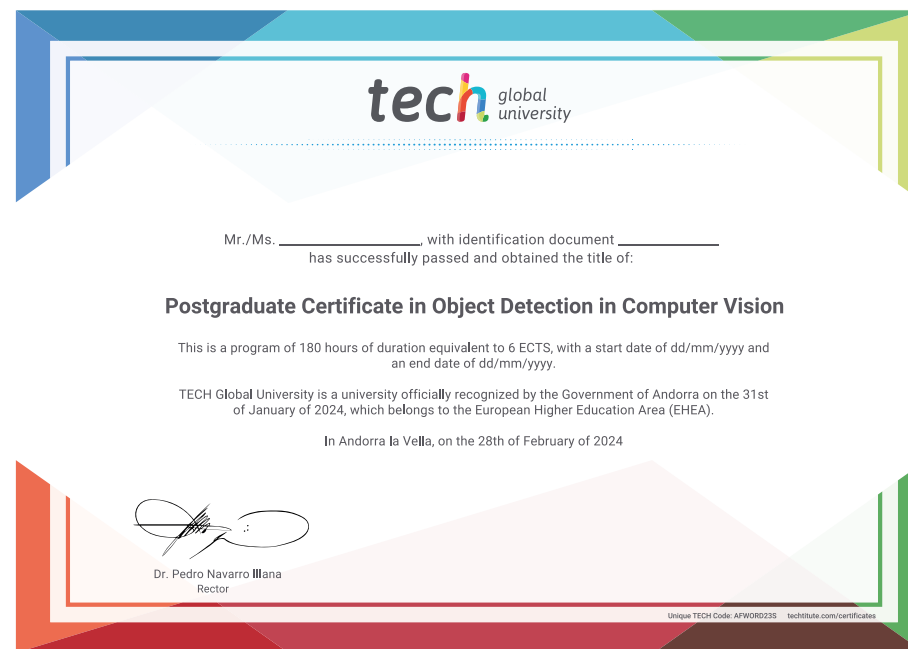 tech global
university
Mr./Ms. ____________________, with identification document ______________
has successfully passed and obtained the title of:
Postgraduate Certificate in Object Detection in Computer Vision
This is a program of 180 hours of duration equivalent to 6 ECTS, with a start date of dd/mm/yyyy and
an end date of dd/mm/yyyy.
TECH Global University is a university officially recognized by the Government of Andorra on the 31st
of January of 2024, which belongs to the European Higher Education Area (EHEA).
In Andorra la Vella, on the 28th of February of 2024
Dr. Pedro Navarro Illana
Rector
Unique TECH Code: AFWORD23S techtitute.com/certificates